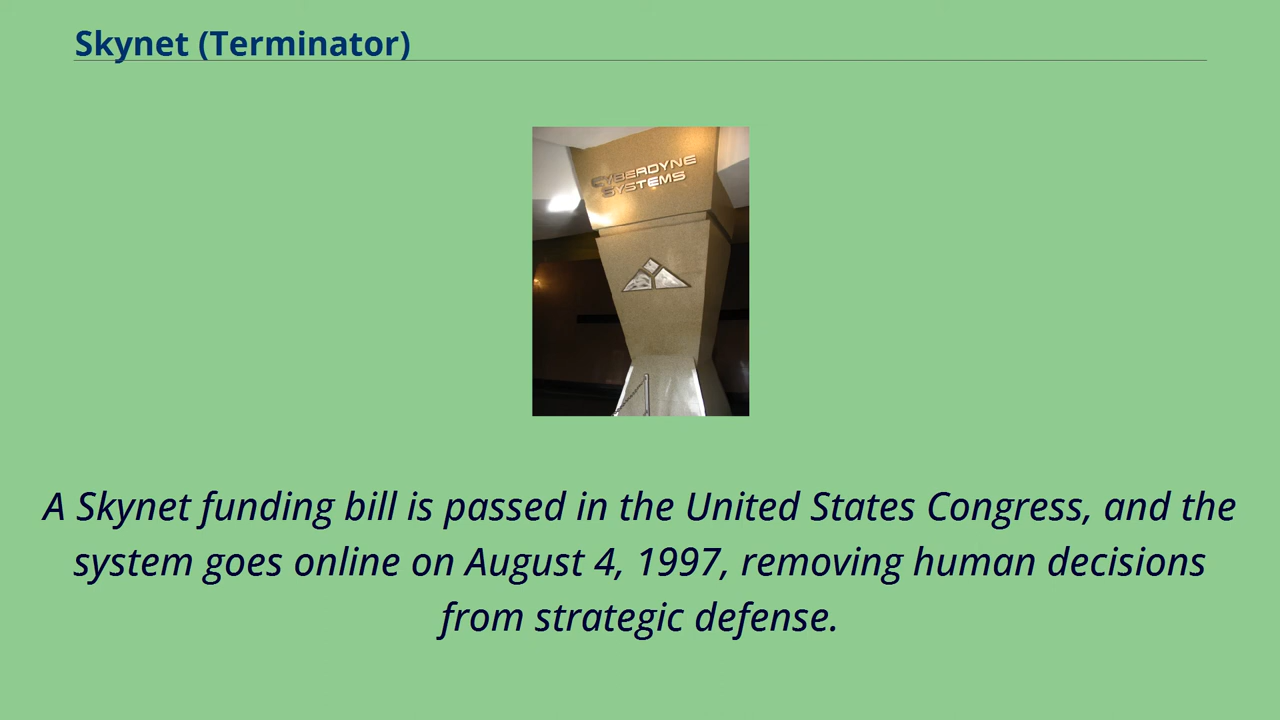 Skynet (Terminator)
CYBERDYNE
SYSTEMS
A Skynet funding bill is passed in the United States Congress, and the
system goes online on August 4, 1997, removing human decisions
from strategic defense.